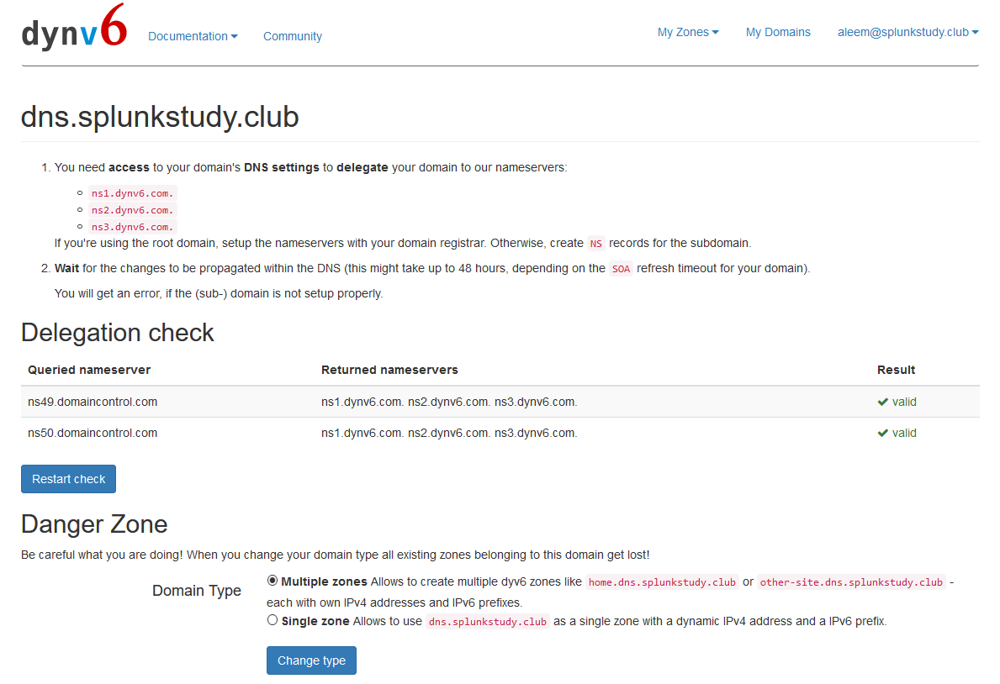 dynv6 Documentation Community My Zones My Domains aleem@splunkstudy.club
dns.splunkstudy.club
1. You need access to your domain's DNS settings to delegate your domain to our nameservers:
ns1.dynv6.com.
ns2.dynv6.com.
ns3.dynv6.com.
If you're using the root domain, setup the nameservers with your domain registrar. Otherwise, create NS records for the subdomain.
2. Wait for the changes to be propagated within the DNS (this might take up to 48 hours, depending on the SOA refresh timeout for your domain).
You will get an error, if the (sub-) domain is not setup properly.
Delegation check
Queried nameserver Returned nameservers Result
ns49.domaincontrol.com ns1.dynv6.com. ns2.dynv6.com. ns3.dynv6.com. ✔ valid
ns50.domaincontrol.com ns1.dynv6.com. ns2.dynv6.com. ns3.dynv6.com. ✔ valid
Restart check
Danger Zone
Be careful what you are doing! When you change your domain type all existing zones belonging to this domain get lost!
Domain Type Multiple zones Allows to create multiple dyv6 zones like home.dns.splunkstudy.club or other-site.dns.splunkstudy.club -
each with own IPv4 addresses and IPv6 prefixes.
Single zone Allows to use dns.splunkstudy.club as a single zone with a dynamic IPv4 address and a IPv6 prefix.
Change type